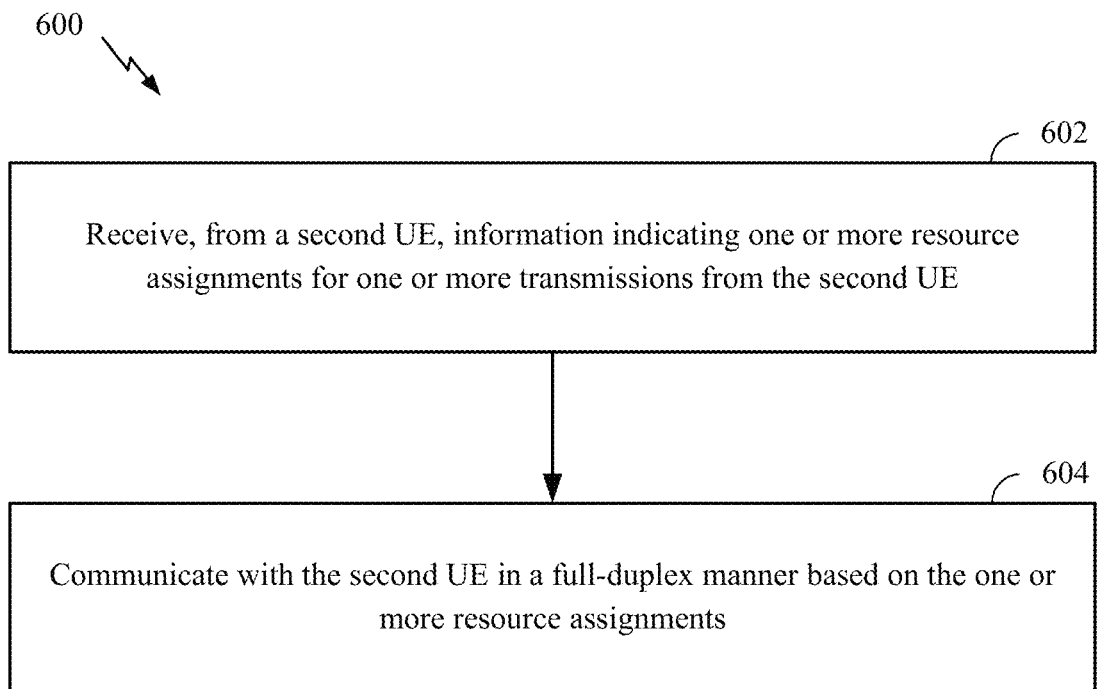 600
602
Receive, from a second UE, information indicating one or more resource
assignments for one or more transmissions from the second UE
604
Communicate with the second UE in a full-duplex manner based on the one or
more resource assignments